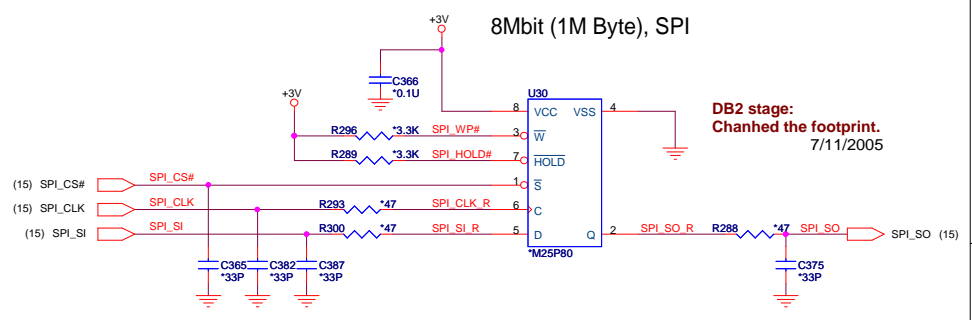 8Mbit (1M Byte), SPI
+3V
C366
*0.1U
+3V
U30
8 VCC VSS 4
DB2 stage:
Chanhed the footprint.
7/11/2005
R296 *3.3K SPI_WP# 3 W
R289 *3.3K SPI_HOLD# 7 HOLD
(15) SPI_CS# SPI_CS# 1 S
(15) SPI_CLK SPI_CLK R293 *47 SPI_CLK_R 6 C
(15) SPI_SI SPI_SI R300 *47 SPI_SI_R 5 D Q 2 SPI_SO_R R288 *47 SPI_SO SPI_SO (15)
*M25P80
C365 C382 C387 C375
*33P *33P *33P *33P